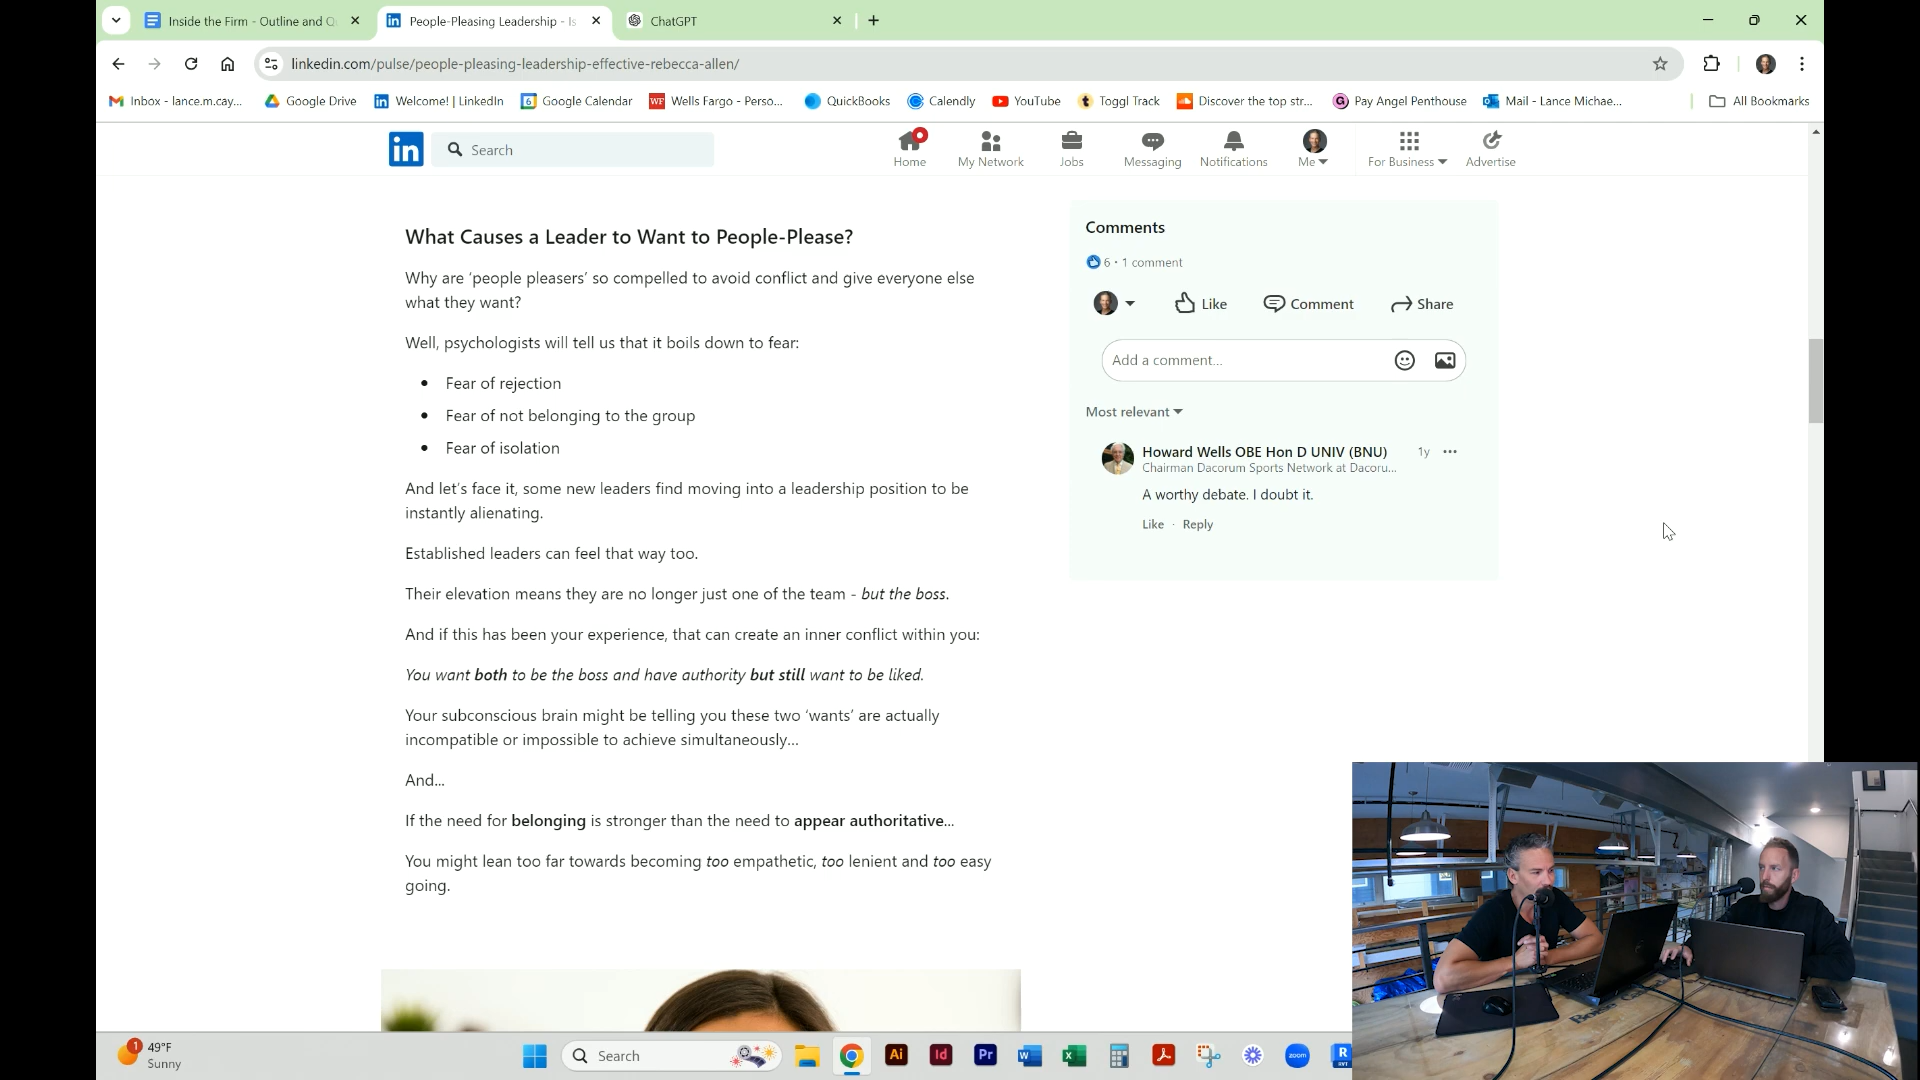 Inside the Firm - Outline and Q
People-Pleasing Leadership - Is
ChatGPT
linkedin.com/pulse/people-pleasing-leadership-effective-rebecca-allen/
Inbox - lance.m.cay...
Google Drive
Welcome! | LinkedIn
Google Calendar
Wells Fargo - Perso...
QuickBooks
Calendly
YouTube
Toggl Track
Discover the top str...
Pay Angel Penthouse
Mail - Lance Michae...
All Bookmarks
in
Search
Home
My Network
Jobs
Messaging
Notifications
Me
For Business
Advertise
What Causes a Leader to Want to People-Please?
Why are ‘people pleasers’ so compelled to avoid conflict and give everyone else
what they want?
Well, psychologists will tell us that it boils down to fear:
• Fear of rejection
• Fear of not belonging to the group
• Fear of isolation
And let’s face it, some new leaders find moving into a leadership position to be
instantly alienating.
Established leaders can feel that way too.
Their elevation means they are no longer just one of the team - but the boss.
And if this has been your experience, that can create an inner conflict within you:
You want both to be the boss and have authority but still want to be liked.
Your subconscious brain might be telling you these two ‘wants’ are actually
incompatible or impossible to achieve simultaneously...
And...
If the need for belonging is stronger than the need to appear authoritative...
You might lean too far towards becoming too empathetic, too lenient and too easy
going.
Comments
6 · 1 comment
Like
Comment
Share
Add a comment...
Most relevant
Howard Wells OBE Hon D UNIV (BNU)
1y
Chairman Dacorum Sports Network at Dacoru...
A worthy debate. I doubt it.
Like · Reply
1
49°F
Sunny
Search
Ai
Id
Pr
zoom
R